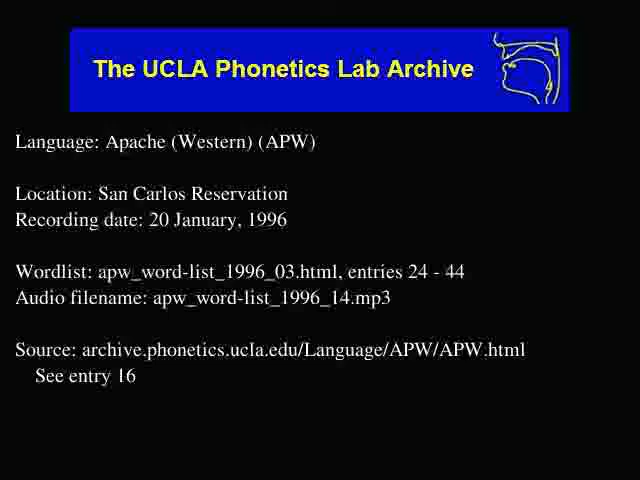 The UCLA Phonetics Lab Archive
Language: Apache (Western) (APW)
Location: San Carlos Reservation
Recording date: 20 January, 1996
Wordlist: apw_word-list_1996_03.html, entries 24 - 44
Audio filename: apw_word-list_1996_14.mp3
Source: archive.phonetics.ucla.edu/Language/APW/APW.html
See entry 16